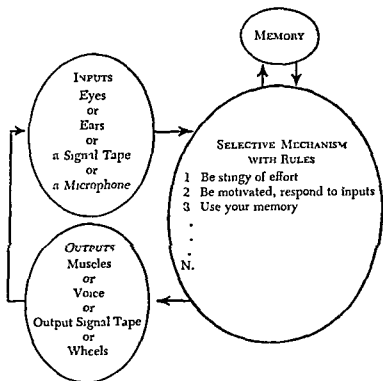 MEMORY
INPUTS
Eyes
or
Ears
or
a Signal Tape
or
a Microphone
SELECTIVE MECHANISM
WITH RULES
1 Be stingy of effort
2 Be motivated, respond to inputs
3 Use your memory
.
.
.
N.
OUTPUTS
Muscles
or
Voice
or
Output Signal Tape
or
Wheels